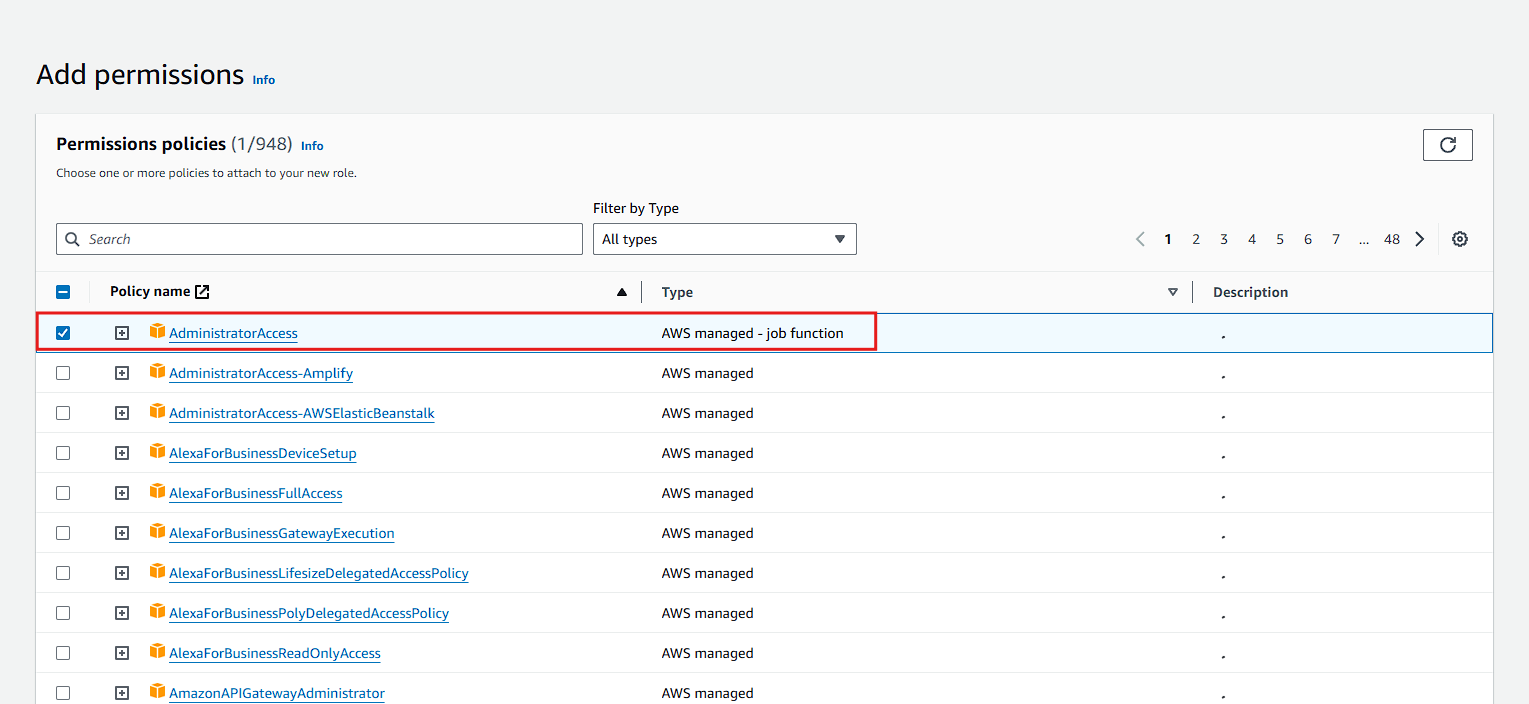 Add permissions Info
Permissions policies (1/948) Info
Choose one or more policies to attach to your new role.
Filter by Type
Search All types 1 2 3 4 5 6 7 ... 48
Policy name Type Description
AdministratorAccess AWS managed - job function -
AdministratorAccess-Amplify AWS managed -
AdministratorAccess-AWSElasticBeanstalk AWS managed -
AlexaForBusinessDeviceSetup AWS managed -
AlexaForBusinessFullAccess AWS managed -
AlexaForBusinessGatewayExecution AWS managed -
AlexaForBusinessLifesizeDelegatedAccessPolicy AWS managed -
AlexaForBusinessPolyDelegatedAccessPolicy AWS managed -
AlexaForBusinessReadOnlyAccess AWS managed -
AmazonAPIGatewayAdministrator AWS managed -